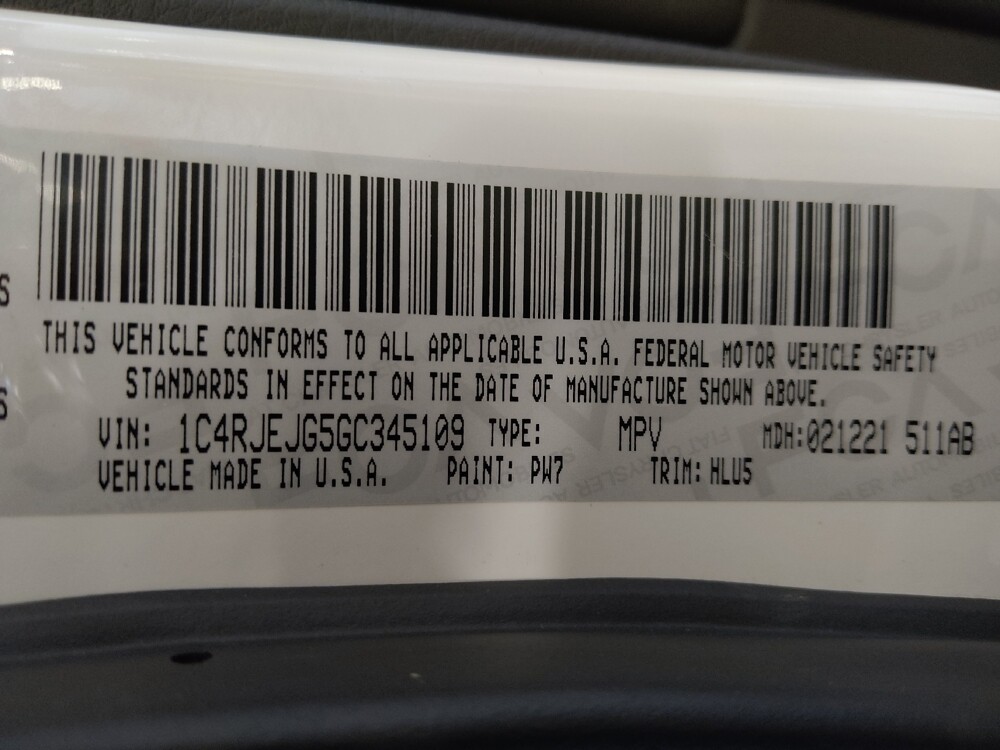 S
THIS VEHICLE CONFORMS TO ALL APPLICABLE U.S.A. FEDERAL MOTOR VEHICLE SAFETY
S
STANDARDS IN EFFECT ON THE DATE OF MANUFACTURE SHOWN ABOVE.
VIN: 1C4RJEJG5GC345109 TYPE: MPV MDH:021221 511AB
VEHICLE MADE IN U.S.A. PAINT: PW7 TRIM: HLU5